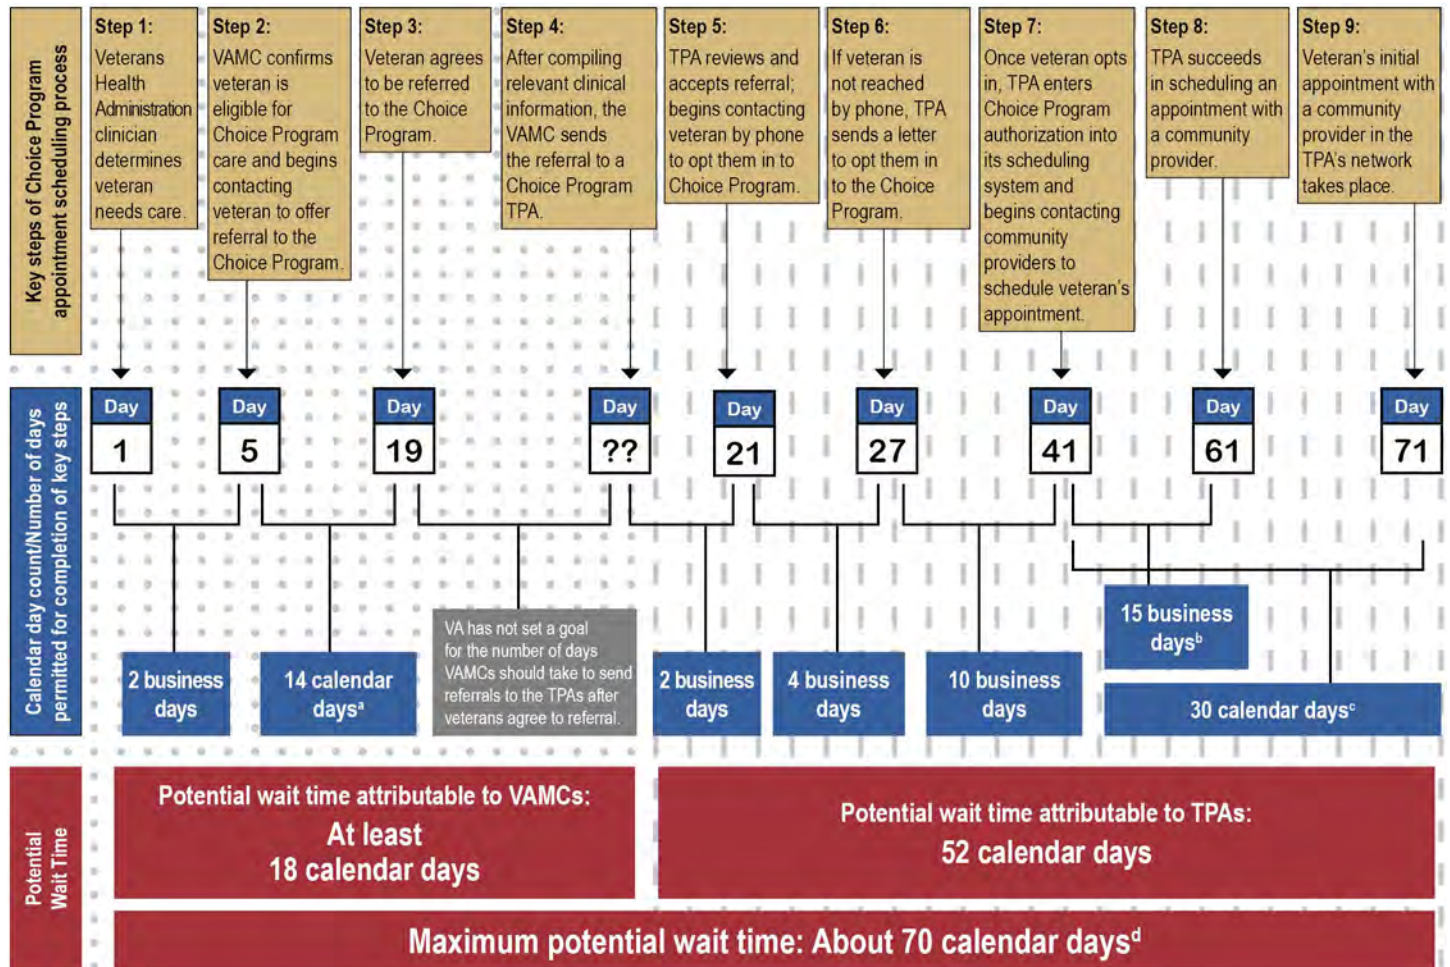 Key steps of Choice Program
appointment scheduling process
Step 1:
Veterans
Health
Administration
clinician
determines
veteran
needs care.
Step 2:
VAMC confirms
veteran is
eligible for
Choice Program
care and begins
contacting
veteran to offer
referral to the
Choice Program.
Step 3:
Veteran agrees
to be referred
to the Choice
Program.
Step 4:
After compiling
relevant clinical
information, the
VAMC sends
the referral to a
Choice Program
TPA.
Step 5:
TPA reviews and
accepts referral;
begins contacting
veteran by phone
to opt them in to
Choice Program.
Step 6:
If veteran is
not reached
by phone, TPA
sends a letter
to opt them in
to the Choice
Program.
Step 7:
Once veteran opts
in, TPA enters
Choice Program
authorization into
its scheduling
system and
begins contacting
community
providers to
schedule veteran's
appointment.
Step 8:
TPA succeeds
in scheduling an
appointment with
a community
provider.
Step 9:
Veteran's initial
appointment with
a community
provider in the
TPA's network
takes place.
Calendar day count/Number of days
permitted for completion of key steps
Day
1
Day
5
Day
19
Day
??
Day
21
Day
27
Day
41
Day
61
Day
71
2 business
days
14 calendar
daysᵃ
VA has not set a goal
for the number of days
VAMCs should take to send
referrals to the TPAs after
veterans agree to referral.
2 business
days
4 business
days
10 business
days
15 business
daysᵇ
30 calendar daysᶜ
Potential
Wait Time
Potential wait time attributable to VAMCs:
At least
18 calendar days
Potential wait time attributable to TPAs:
52 calendar days
Maximum potential wait time: About 70 calendar daysᵈ